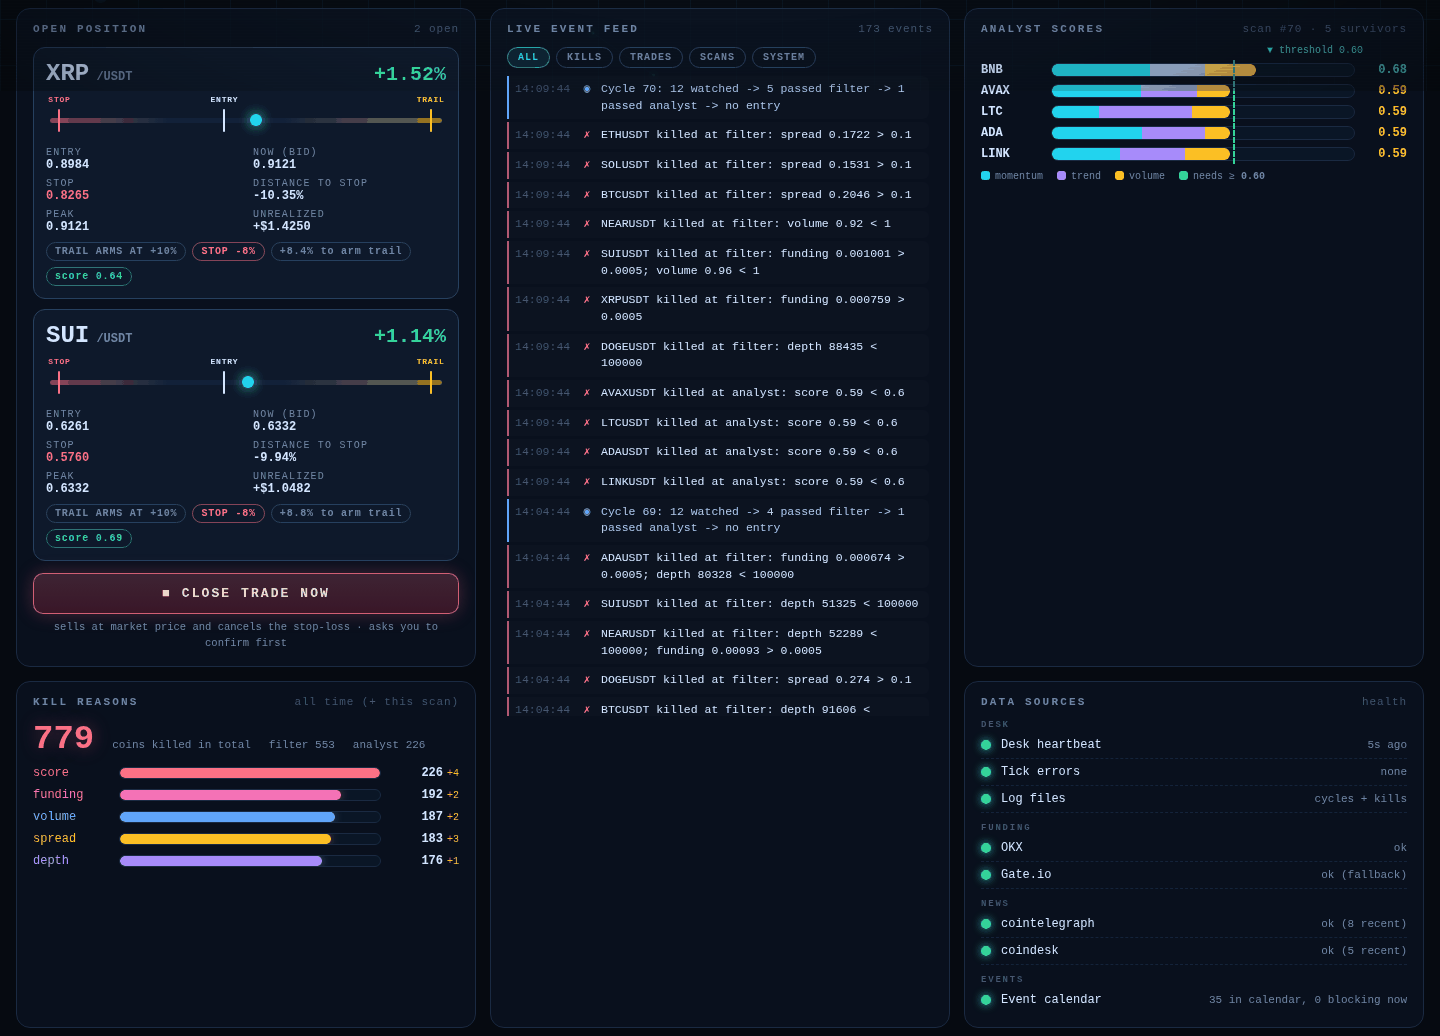 OPEN POSITION 2 open
XRP /USDT +1.52%
STOP ENTRY TRAIL
ENTRY NOW (BID)
0.8984 0.9121
STOP DISTANCE TO STOP
0.8265 -10.35%
PEAK UNREALIZED
0.9121 +$1.4250
TRAIL ARMS AT +10% STOP -8% +8.4% to arm trail
score 0.64
SUI /USDT +1.14%
STOP ENTRY TRAIL
ENTRY NOW (BID)
0.6261 0.6332
STOP DISTANCE TO STOP
0.5760 -9.94%
PEAK UNREALIZED
0.6332 +$1.0482
TRAIL ARMS AT +10% STOP -8% +8.8% to arm trail
score 0.69
■ CLOSE TRADE NOW
sells at market price and cancels the stop-loss · asks you to
confirm first
KILL REASONS all time (+ this scan)
779 coins killed in total filter 553 analyst 226
score 226 +4
funding 192 +2
volume 187 +2
spread 183 +3
depth 176 +1
LIVE EVENT FEED 173 events
ALL KILLS TRADES SCANS SYSTEM
14:09:44 ◉ Cycle 70: 12 watched -> 5 passed filter -> 1
passed analyst -> no entry
14:09:44 ✗ ETHUSDT killed at filter: spread 0.1722 > 0.1
14:09:44 ✗ SOLUSDT killed at filter: spread 0.1531 > 0.1
14:09:44 ✗ BTCUSDT killed at filter: spread 0.2046 > 0.1
14:09:44 ✗ NEARUSDT killed at filter: volume 0.92 < 1
14:09:44 ✗ SUIUSDT killed at filter: funding 0.001001 >
0.0005; volume 0.96 < 1
14:09:44 ✗ XRPUSDT killed at filter: funding 0.000759 >
0.0005
14:09:44 ✗ DOGEUSDT killed at filter: depth 88435 <
100000
14:09:44 ✗ AVAXUSDT killed at analyst: score 0.59 < 0.6
14:09:44 ✗ LTCUSDT killed at analyst: score 0.59 < 0.6
14:09:44 ✗ ADAUSDT killed at analyst: score 0.59 < 0.6
14:09:44 ✗ LINKUSDT killed at analyst: score 0.59 < 0.6
14:04:44 ◉ Cycle 69: 12 watched -> 4 passed filter -> 1
passed analyst -> no entry
14:04:44 ✗ ADAUSDT killed at filter: funding 0.000674 >
0.0005; depth 80328 < 100000
14:04:44 ✗ SUIUSDT killed at filter: depth 51325 < 100000
14:04:44 ✗ NEARUSDT killed at filter: depth 52289 <
100000; funding 0.00093 > 0.0005
14:04:44 ✗ DOGEUSDT killed at filter: spread 0.274 > 0.1
14:04:44 ✗ BTCUSDT killed at filter: depth 91606 <
ANALYST SCORES scan #70 · 5 survivors
▼ threshold 0.60
BNB 0.68
AVAX 0.59
LTC 0.59
ADA 0.59
LINK 0.59
momentum trend volume needs ≥ 0.60
DATA SOURCES health
DESK
Desk heartbeat 5s ago
Tick errors none
Log files cycles + kills
FUNDING
OKX ok
Gate.io ok (fallback)
NEWS
cointelegraph ok (8 recent)
coindesk ok (5 recent)
EVENTS
Event calendar 35 in calendar, 0 blocking now